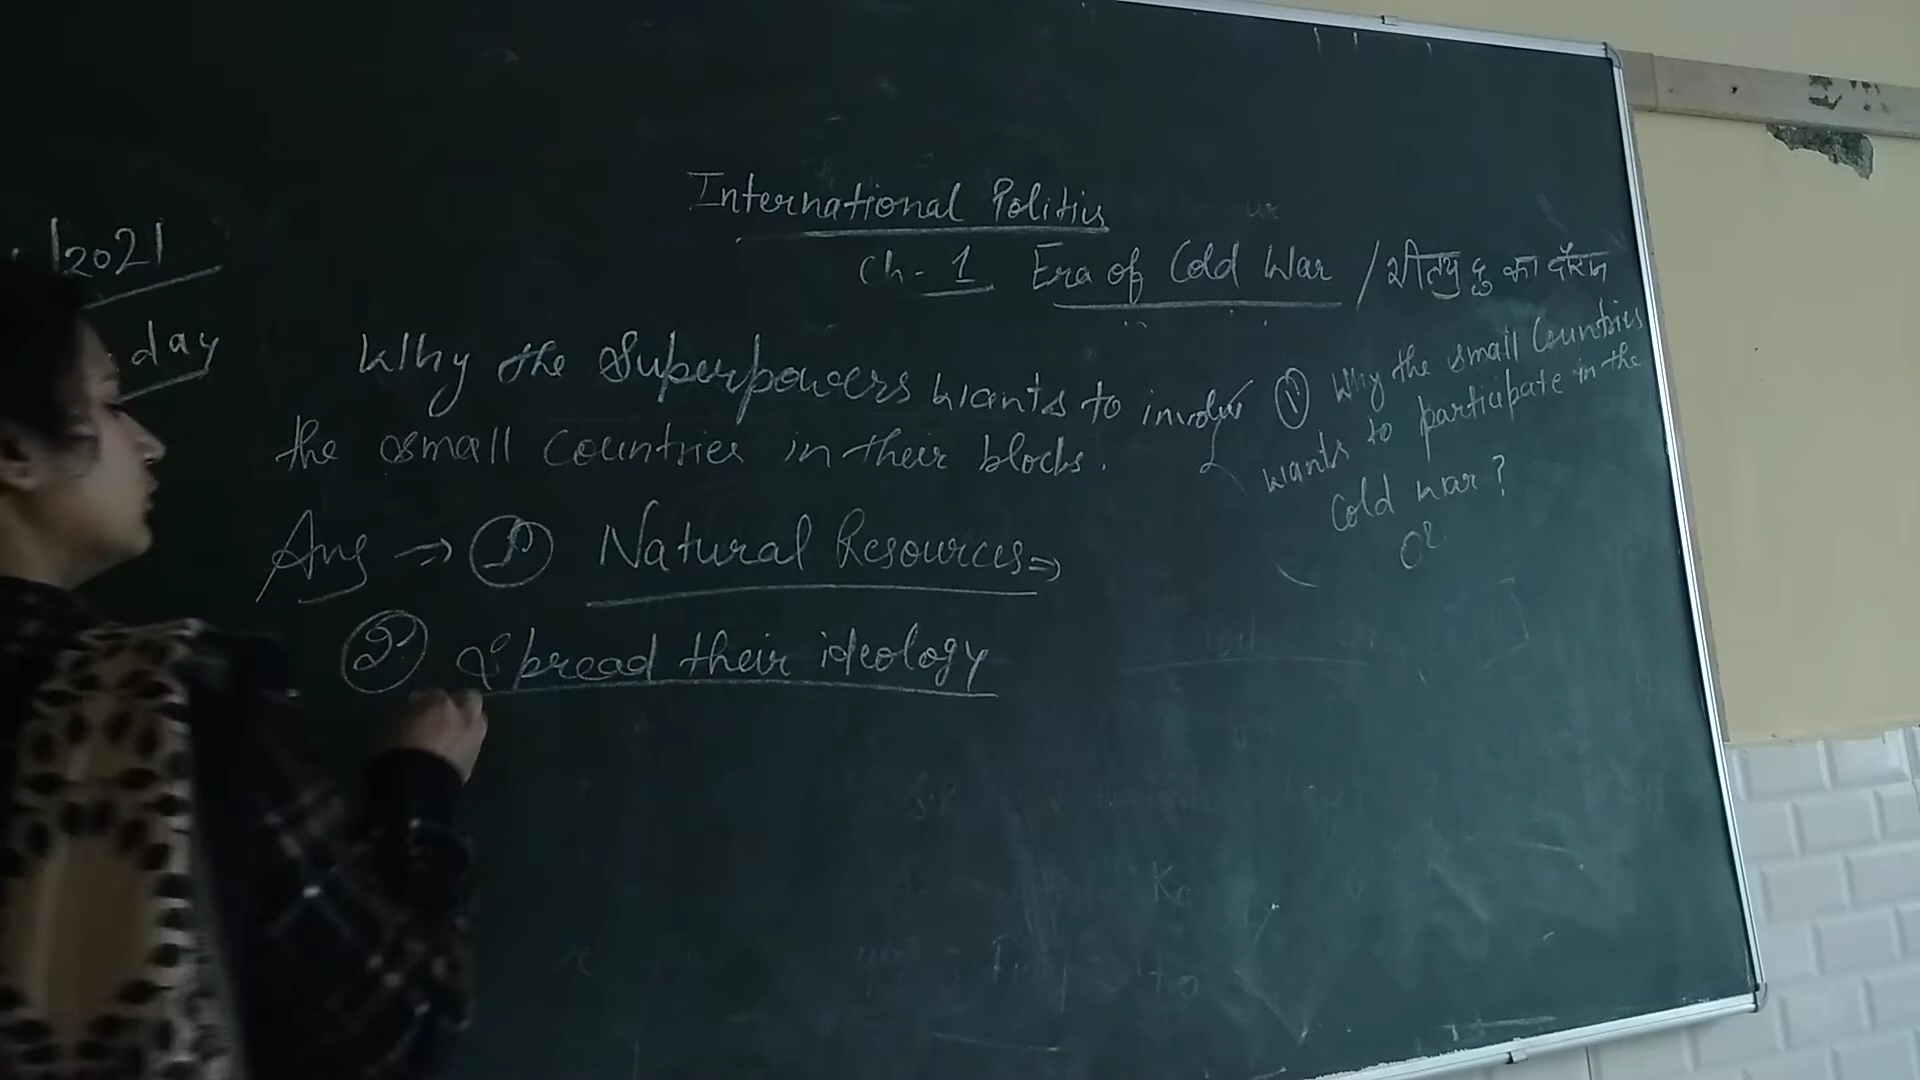 International Politics
Ch-1 Era of Cold War / शीतयुद्ध का दौर
/2021
day
Why the Superpowers wants to involve
the small Countries in their blocks.
Ans → ① Natural Resources ⇒
② Spread their ideology
① Why the small Countries
wants to participate in the
Cold war ?
Or